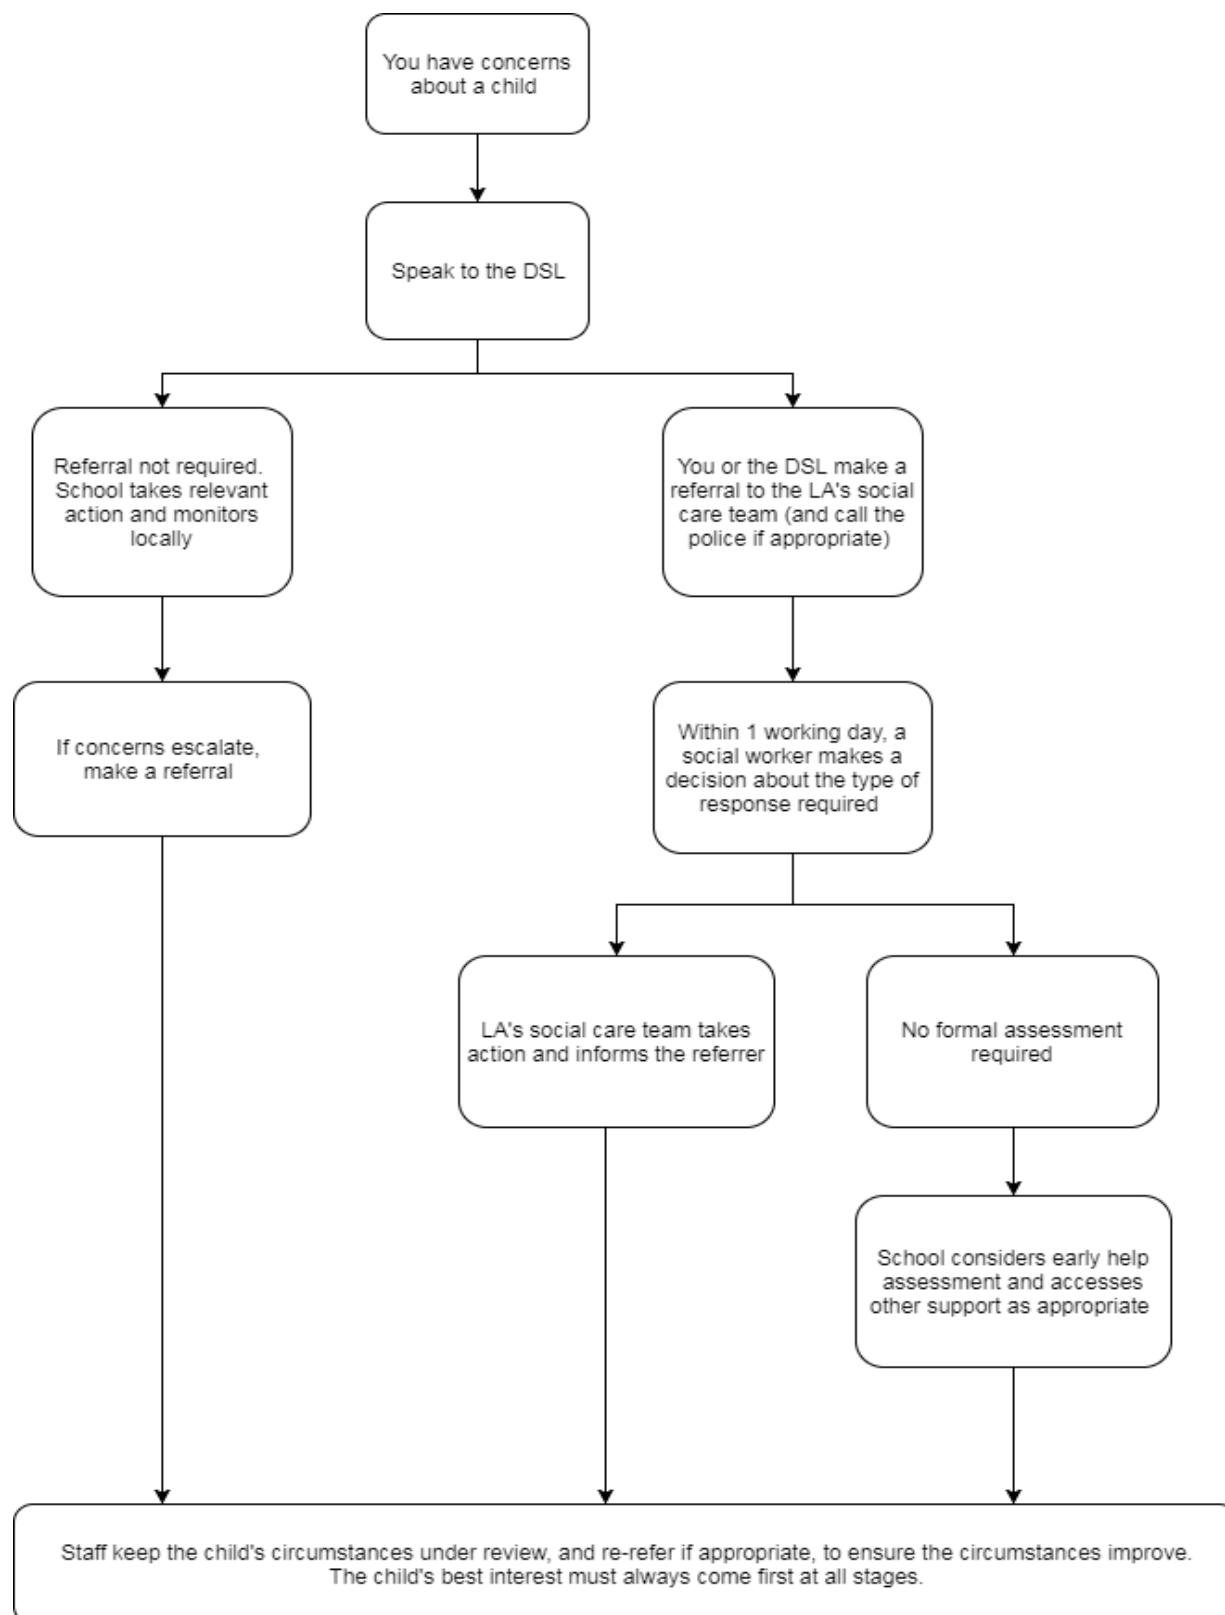 You have concerns
about a child
Speak to the DSL
Referral not required.
School takes relevant
action and monitors
locally
You or the DSL make a
referral to the LA's social
care team (and call the
police if appropriate)
If concerns escalate,
make a referral
Within 1 working day, a
social worker makes a
decision about the type of
response required
LA's social care team takes
action and informs the referrer
No formal assessment
required
School considers early help
assessment and accesses
other support as appropriate
Staff keep the child's circumstances under review, and re-refer if appropriate, to ensure the circumstances improve.
The child's best interest must always come first at all stages.